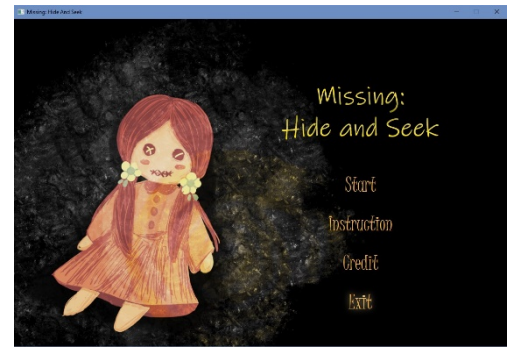 Missing: Hide And Seek
Missing:
Hide and Seek
Start
Instruction
Credit
Exit